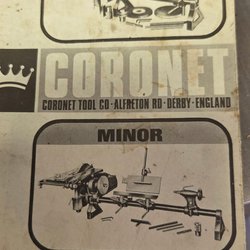 CORONET
CORONET TOOL CO-ALFRETON RD-DERBY-ENGLAND
MINOR